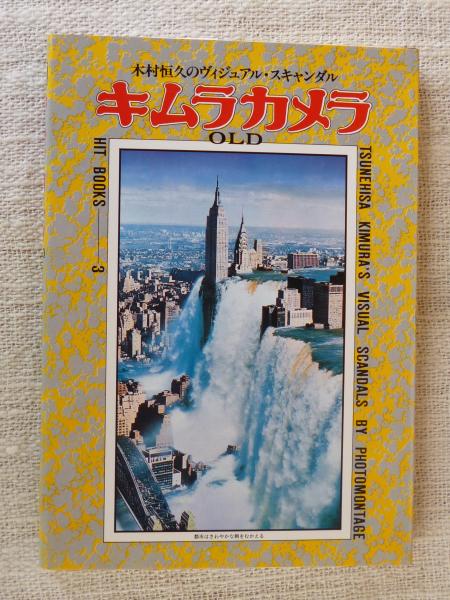 木村恒久のヴィジュアル・スキャンダル
キムラカメラ
OLD
HIT BOOKS 3
TSUNEHISA KIMURA'S VISUAL SCANDALS BY PHOTOMONTAGE
都市はさわやかな朝をむかえる